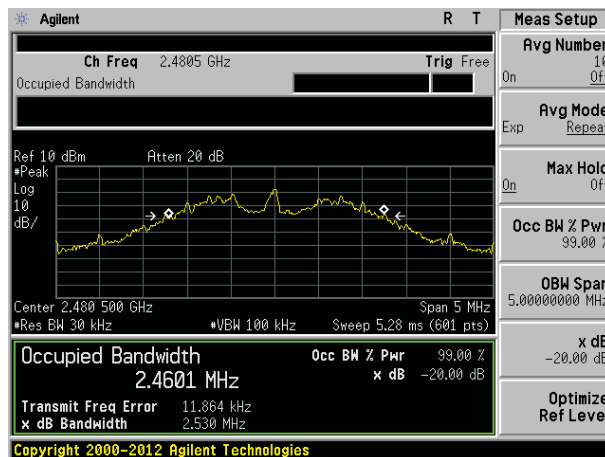 Agilent R T Meas Setup
Ch Freq 2.4805 GHz Trig Free
Occupied Bandwidth
Avg Number
10
On Off
Avg Mode
Exp Repeat
Ref 10 dBm Atten 20 dB
#Peak
Log
10
dB/
Max Hold
On Off
Occ BW % Pwr
99.00 %
Center 2.480 500 GHz Span 5 MHz
#Res BW 30 kHz #VBW 100 kHz Sweep 5.28 ms (601 pts)
OBW Span
5.00000000 MHz
Occupied Bandwidth Occ BW % Pwr 99.00 %
2.4601 MHz x dB -20.00 dB
Transmit Freq Error 11.864 kHz
x dB Bandwidth 2.530 MHz
x dB
-20.00 dB
Optimize
Ref Level
Copyright 2000-2012 Agilent Technologies